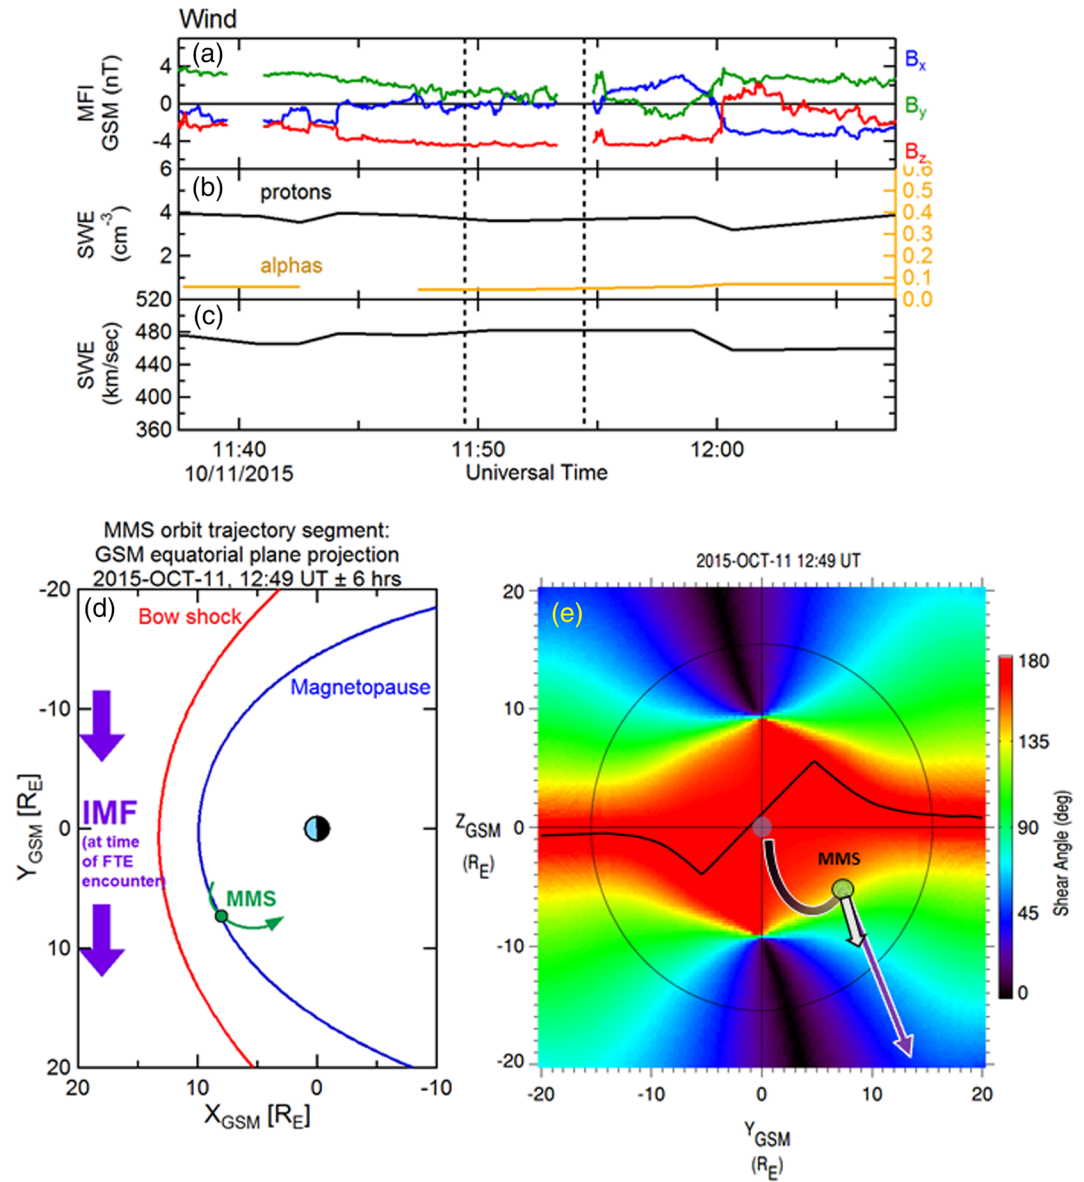 Wind
(a)
MFI
GSM (nT)
4
0
-4
Bx
By
Bz
(b)
protons
alphas
SWE
(cm-3)
6
4
2
0.6
0.5
0.4
0.3
0.2
0.1
0.0
(c)
SWE
(km/sec)
520
480
440
400
360
11:40
11:50
12:00
10/11/2015
Universal Time
MMS orbit trajectory segment:
GSM equatorial plane projection
2015-OCT-11, 12:49 UT ± 6 hrs
(d)
Bow shock
Magnetopause
IMF
(at time
of FTE
encounter)
MMS
YGSM [RE]
-20
-10
0
10
20
20
10
0
-10
XGSM [RE]
2015-OCT-11 12:49 UT
(e)
MMS
ZGSM
(RE)
20
10
0
-10
-20
-20
-10
0
10
20
YGSM
(RE)
180
135
90
45
0
Shear Angle (deg)